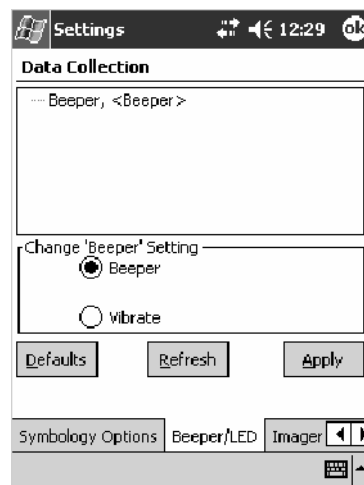 Settings 12:29 ok
Data Collection
Beeper, <Beeper>
Change 'Beeper' Setting
Beeper
Vibrate
Defaults Refresh Apply
Symbology Options Beeper/LED Imager